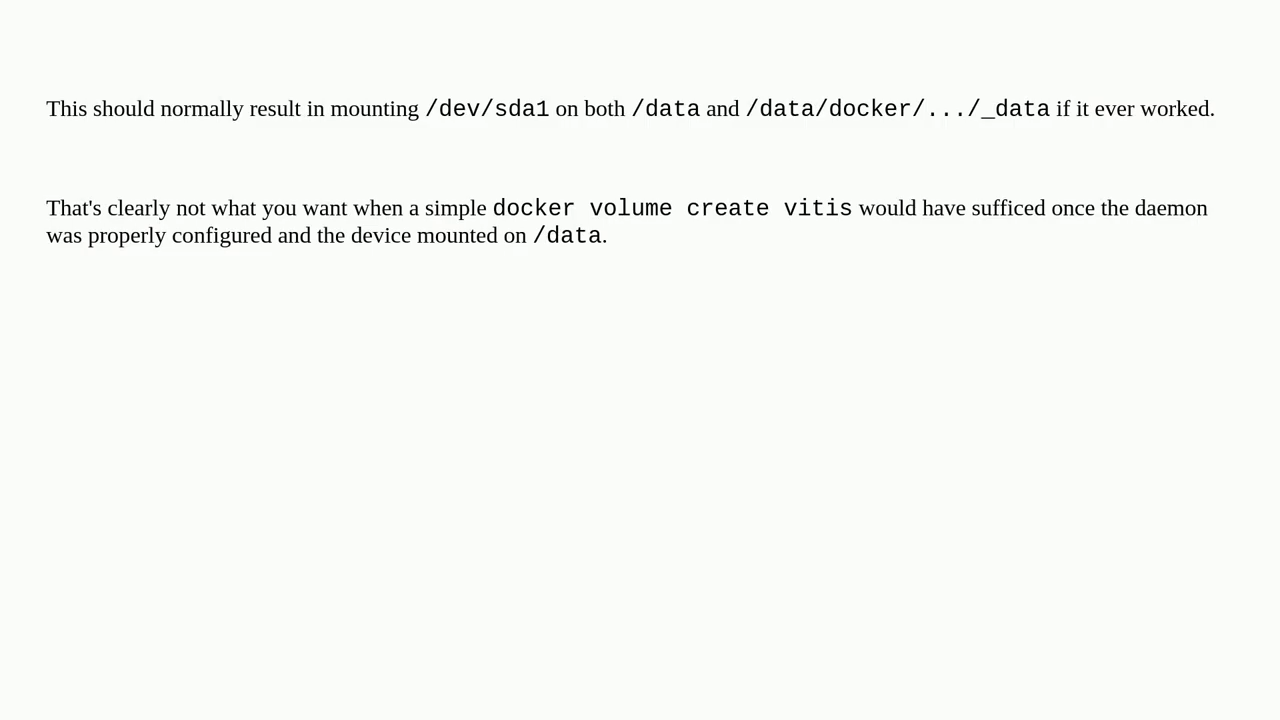 This should normally result in mounting /dev/sda1 on both /data and /data/docker/.../_data if it ever worked.
That's clearly not what you want when a simple docker volume create vitis would have sufficed once the daemon
was properly configured and the device mounted on /data.